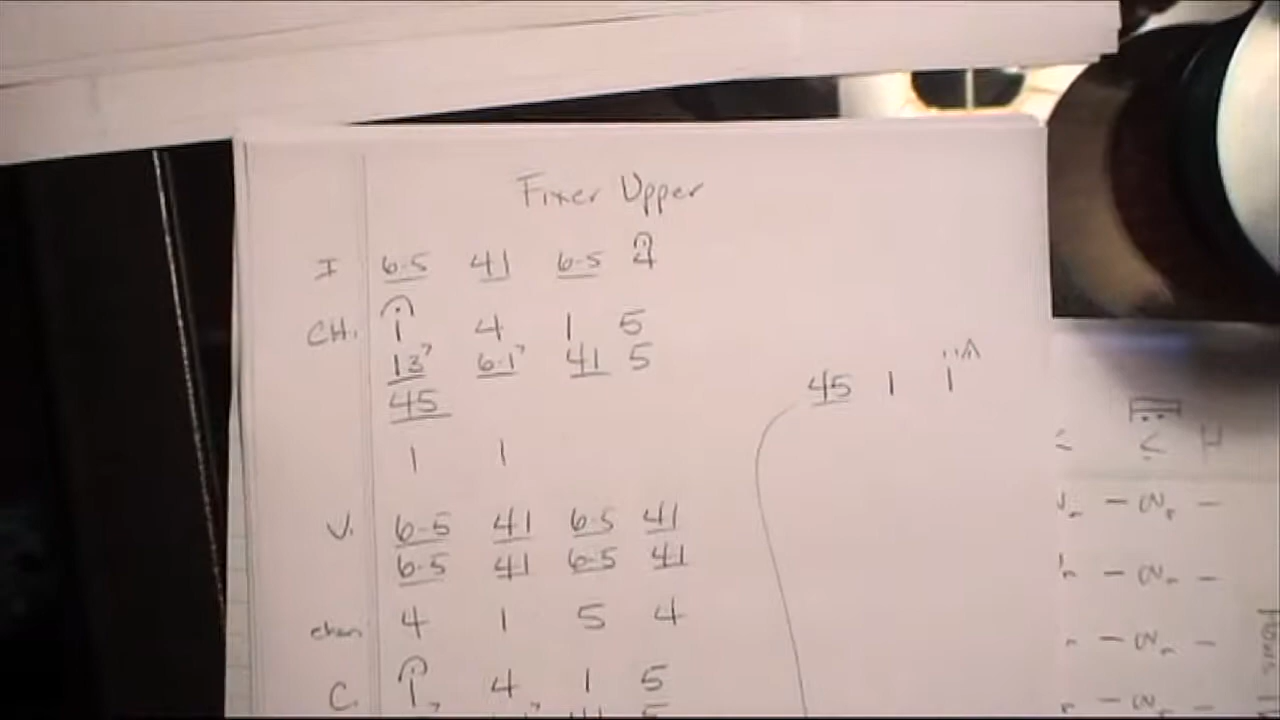 Fixer Upper
I 6-5 41 6-5 4
CH. 1 4 1 5
13⁷ 6-1⁷ 41 5
45
1 1
V. 6-5 41 6-5 41
6-5 41 6-5 41
chan 4 1 5 4
C. 1 4 1 5
45 1 1